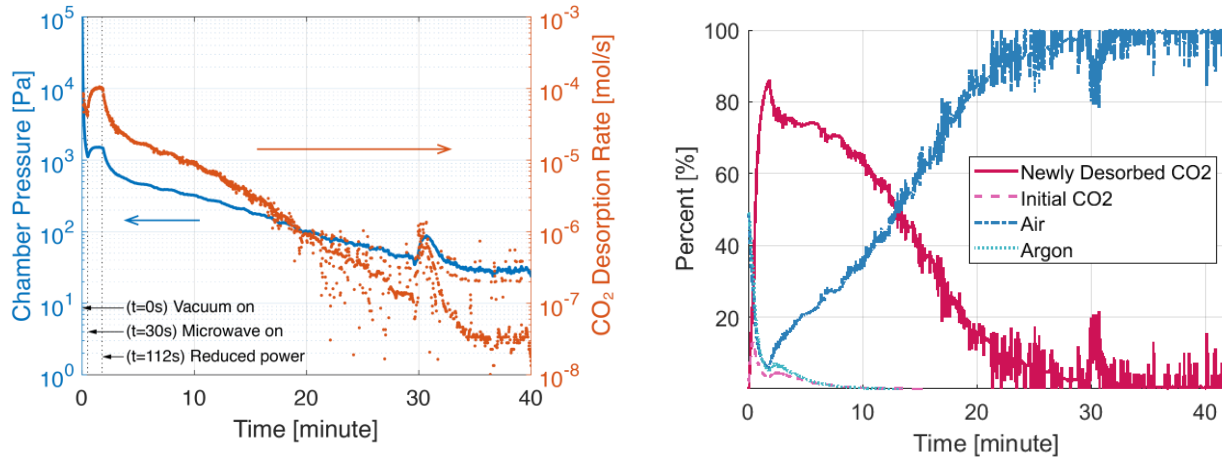 10^5
10^4
10^3
10^2
10^1
10^0
Chamber Pressure [Pa]
(t=0s) Vacuum on
(t=30s) Microwave on
(t=112s) Reduced power
0
10
20
30
40
Time [minute]
10^-3
10^-4
10^-5
10^-6
10^-7
10^-8
CO₂ Desorption Rate [mol/s]
100
80
60
40
20
Percent [%]
Newly Desorbed CO2
Initial CO2
Air
Argon
0
10
20
30
40
Time [minute]